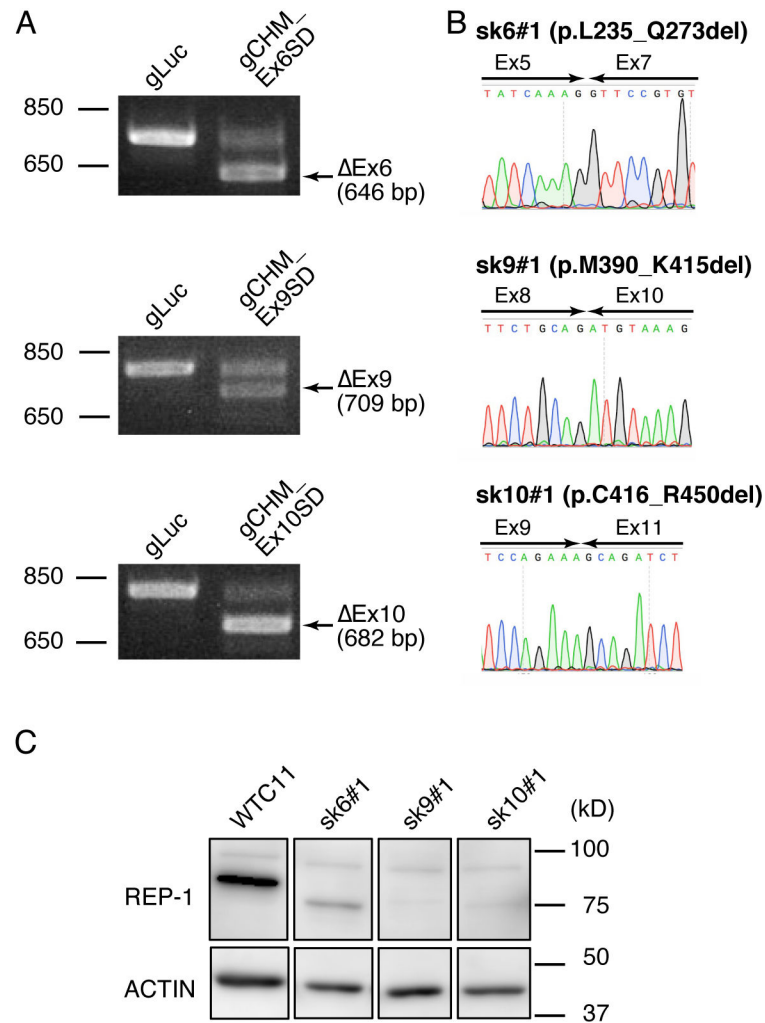 A
gLuc
gCHM_
Ex6SD
850
650
ΔEx6
(646 bp)
gLuc
gCHM_
Ex9SD
850
650
ΔEx9
(709 bp)
gLuc
gCHM_
Ex10SD
850
650
ΔEx10
(682 bp)
B
sk6#1 (p.L235_Q273del)
Ex5 Ex7
T A T C A A A G G T T C C G T G T
sk9#1 (p.M390_K415del)
Ex8 Ex10
T T C T G C A G A T G T A A A G
sk10#1 (p.C416_R450del)
Ex9 Ex11
T C C A G A A A G C A G A T C T
C
WTC11 sk6#1 sk9#1 sk10#1 (kD)
100
REP-1 75
50
ACTIN
37